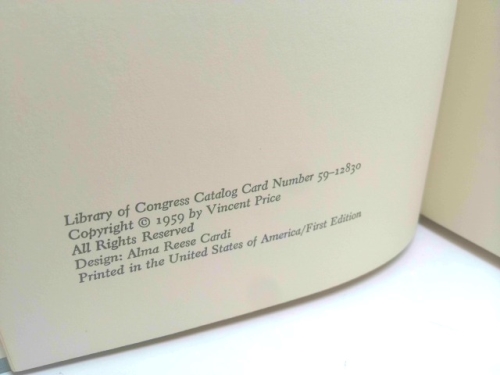 Library of Congress Catalog Card Number 59-12830
Copyright © 1959 by Vincent Price
All Rights Reserved
Design: Alma Reese Cardi
Printed in the United States of America/First Edition